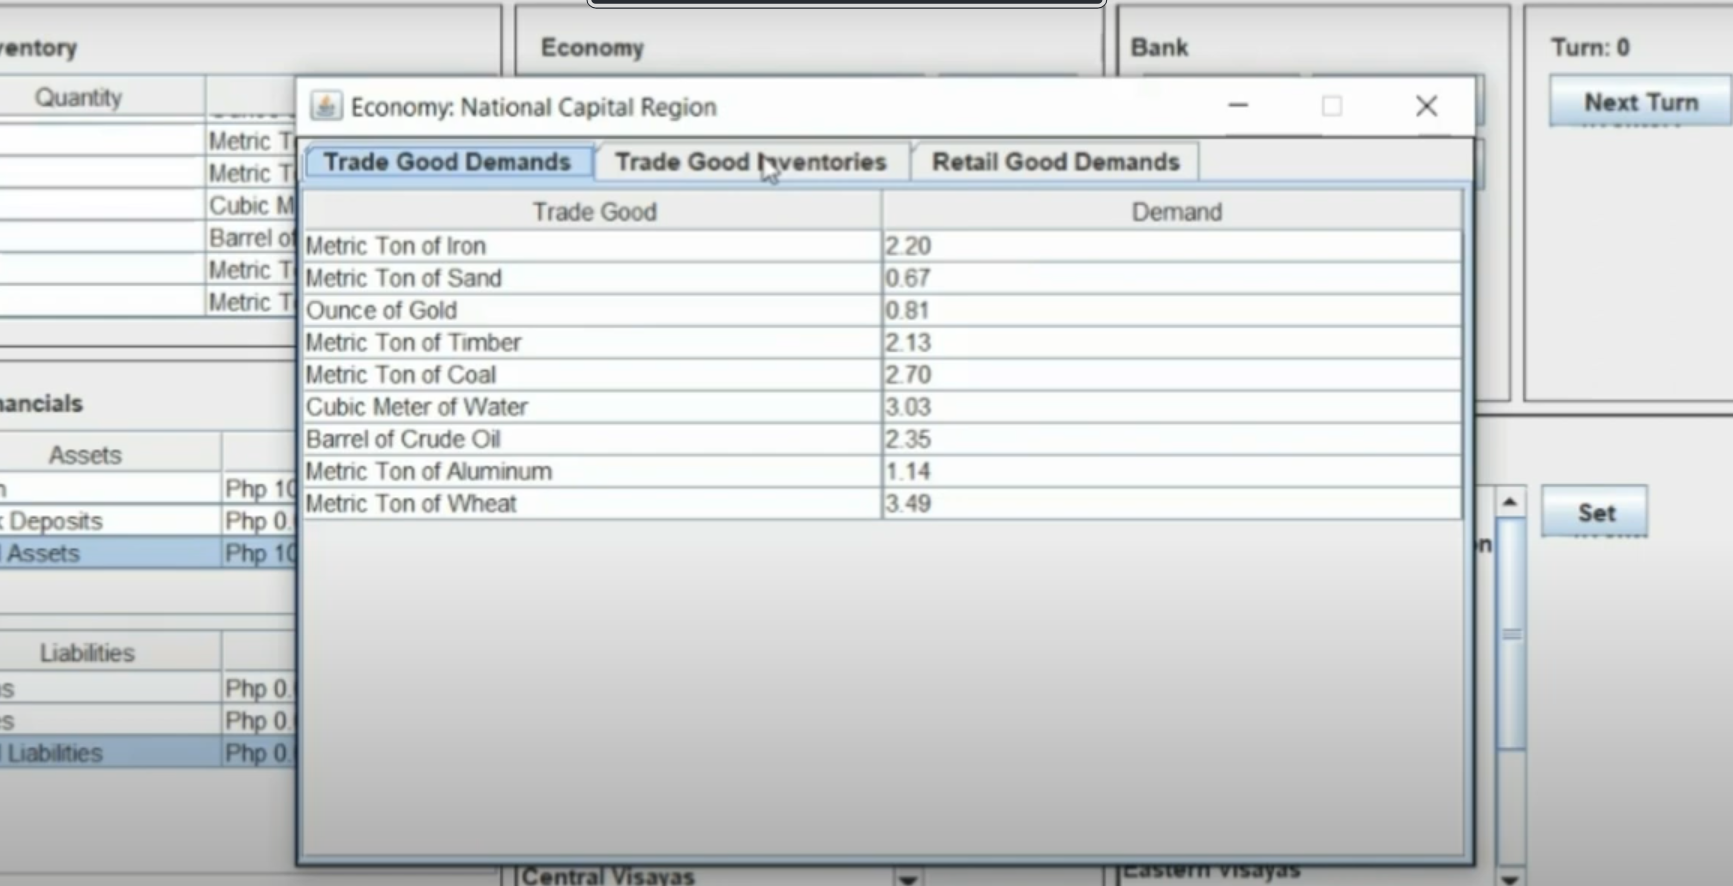 ventory
Economy
Bank
Turn: 0
Quantity
Next Turn
Economy: National Capital Region
Trade Good Demands
Trade Good Inventories
Retail Good Demands
Trade Good
Demand
Metric Ton of Iron
2.20
Metric Ton of Sand
0.67
Ounce of Gold
0.81
Metric Ton of Timber
2.13
Metric Ton of Coal
2.70
Cubic Meter of Water
3.03
Barrel of Crude Oil
2.35
Metric Ton of Aluminum
1.14
Metric Ton of Wheat
3.49
Metric T
Metric T
Cubic M
Barrel of
Metric T
Metric T
nancials
Assets
Php 10
Deposits
Php 0.
Assets
Php 10
Set
Liabilities
s
Php 0.
es
Php 0.
Liabilities
Php 0.
Central Visayas
Eastern Visayas